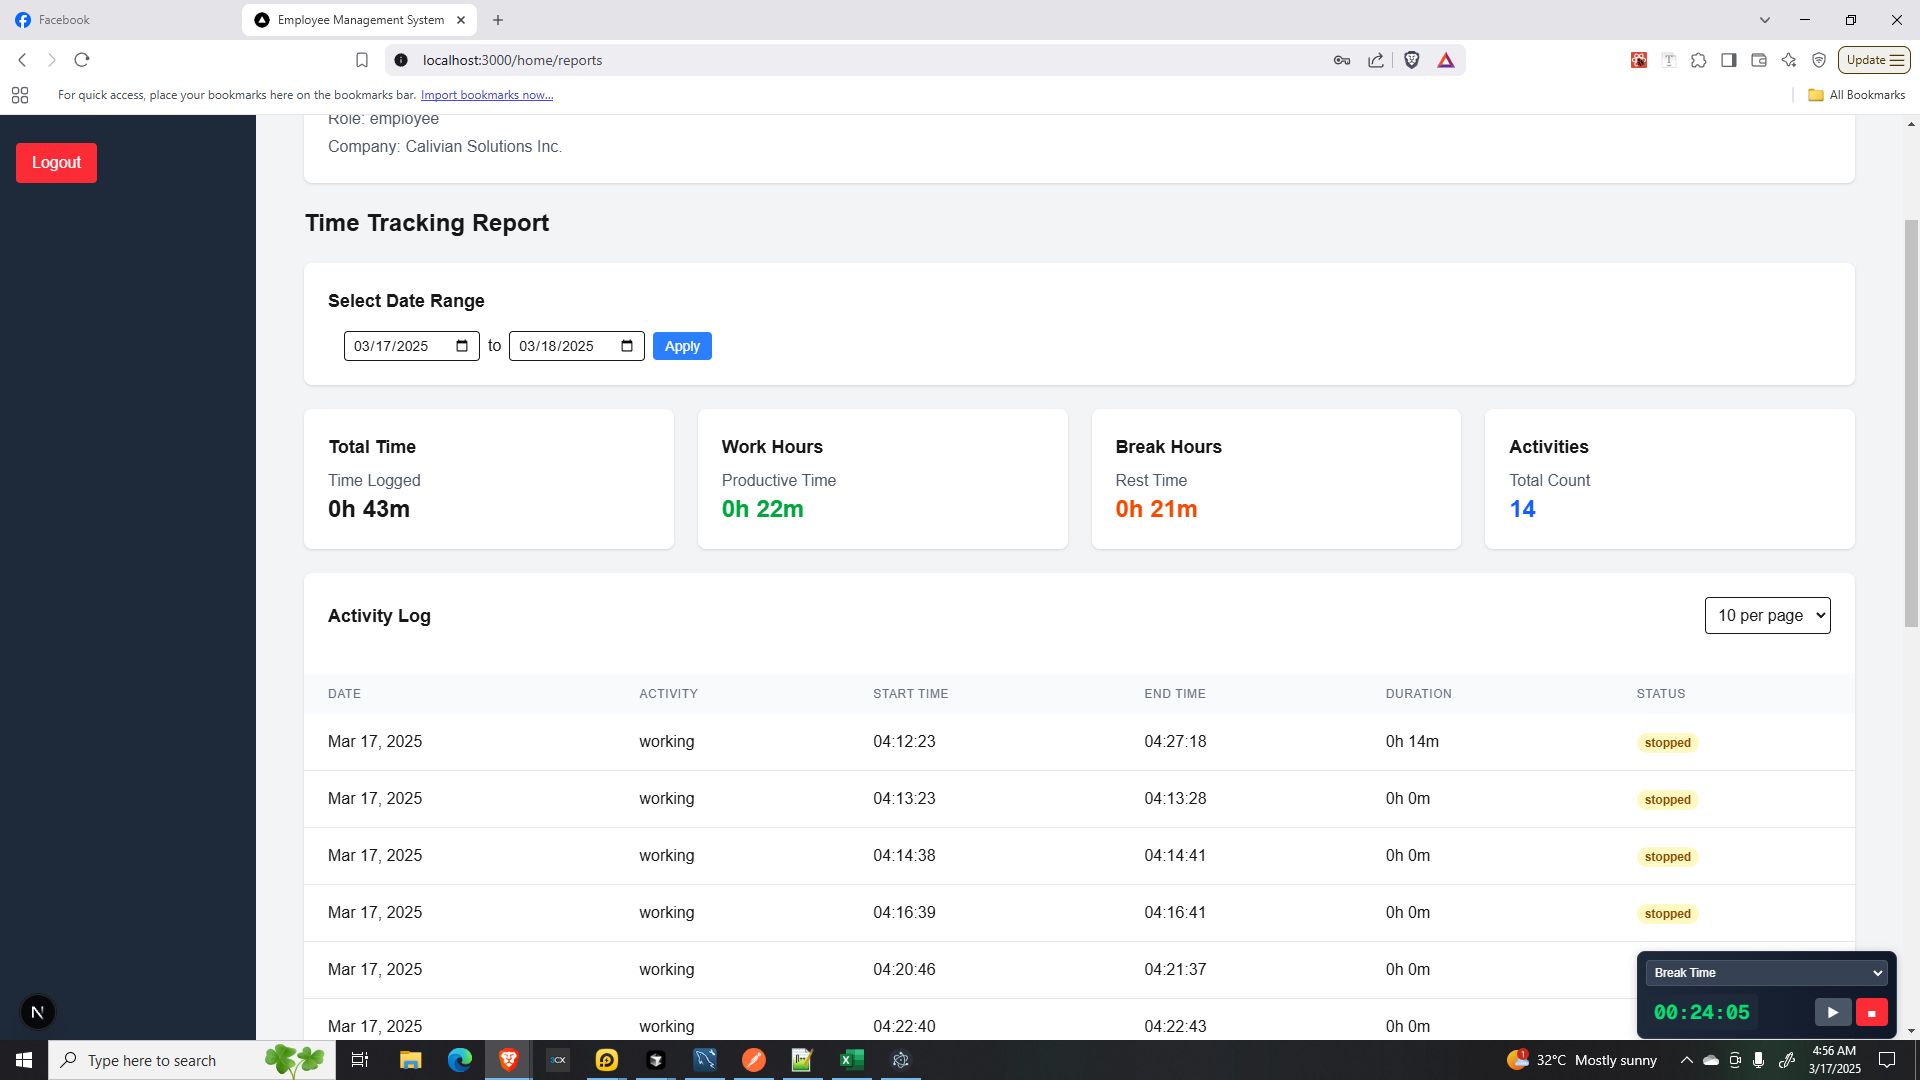 Facebook
Employee Management System
localhost:3000/home/reports
Update
For quick access, place your bookmarks here on the bookmarks bar. Import bookmarks now...
All Bookmarks
Logout
Role: employee
Company: Calivian Solutions Inc.
Time Tracking Report
Select Date Range
03/17/2025 to 03/18/2025 Apply
Total Time
Time Logged
0h 43m
Work Hours
Productive Time
0h 22m
Break Hours
Rest Time
0h 21m
Activities
Total Count
14
Activity Log
10 per page
DATE ACTIVITY START TIME END TIME DURATION STATUS
Mar 17, 2025 working 04:12:23 04:27:18 0h 14m stopped
Mar 17, 2025 working 04:13:23 04:13:28 0h 0m stopped
Mar 17, 2025 working 04:14:38 04:14:41 0h 0m stopped
Mar 17, 2025 working 04:16:39 04:16:41 0h 0m stopped
Mar 17, 2025 working 04:20:46 04:21:37 0h 0m
Mar 17, 2025 working 04:22:40 04:22:43 0h 0m
Break Time
00:24:05
N
Type here to search
32°C Mostly sunny
4:56 AM
3/17/2025